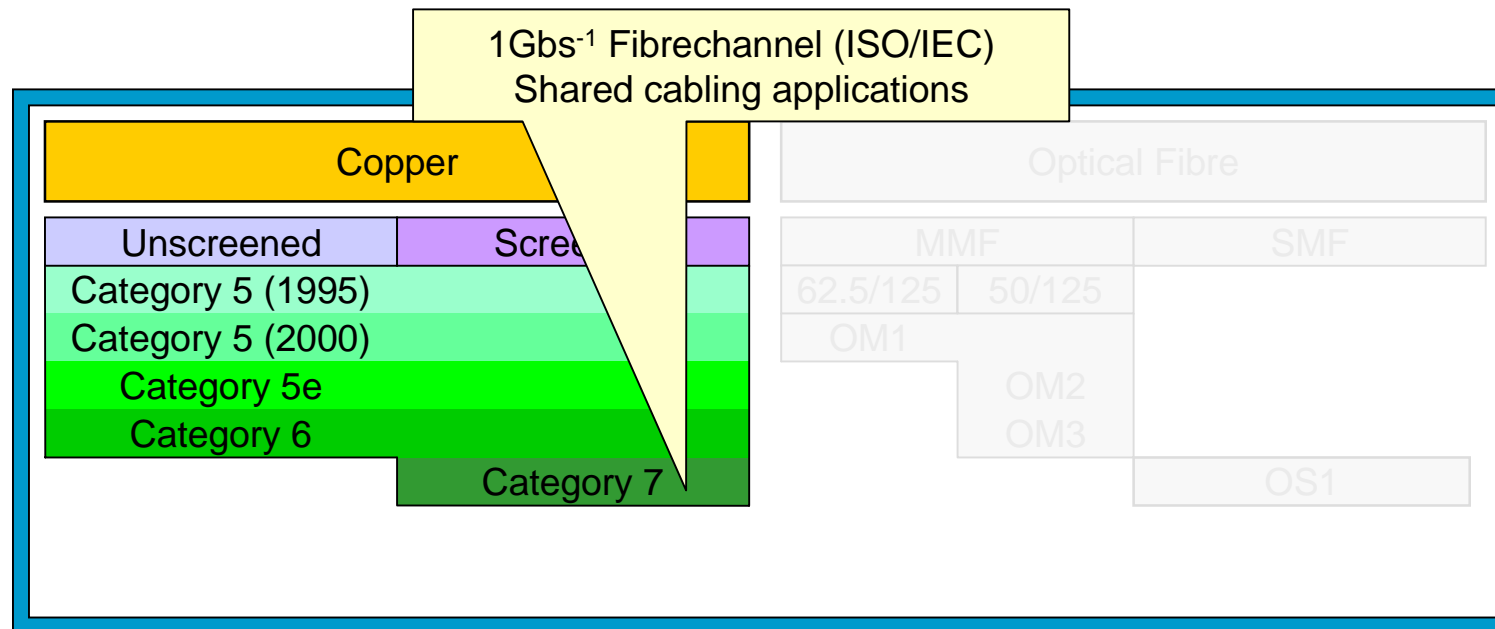 1Gbs⁻¹ Fibrechannel (ISO/IEC)
Shared cabling applications
Copper
Optical Fibre
Unscreened
Scree
MMF
SMF
Category 5 (1995)
62.5/125
50/125
Category 5 (2000)
OM1
Category 5e
OM2
Category 6
OM3
Category 7
OS1